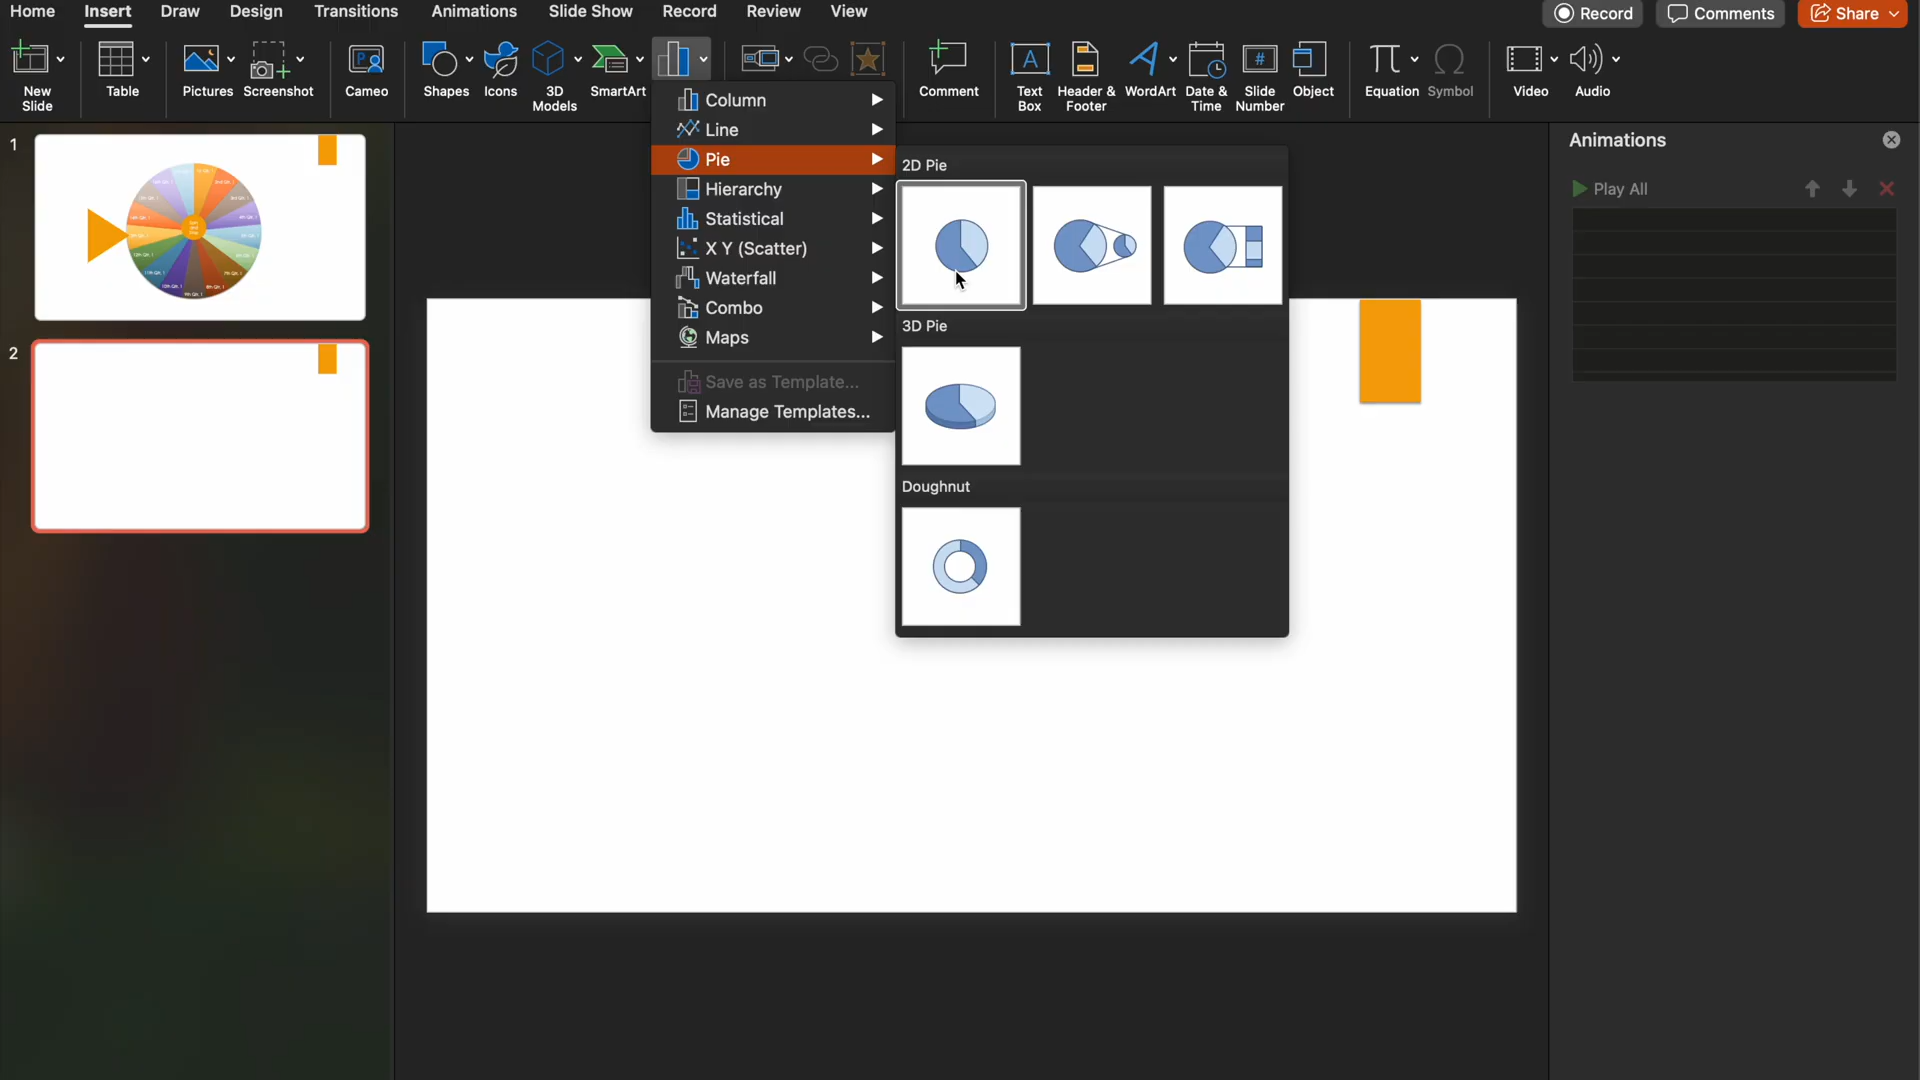 Home Insert Draw Design Transitions Animations Slide Show Record Review View Record Comments Share
New Slide
Table
Pictures
Screenshot
Cameo
Shapes
Icons
3D Models
SmartArt
Comment
Text Box
Header & Footer
WordArt
Date & Time
Slide Number
Object
Equation
Symbol
Video
Audio
1
2
Column
Line
Pie
Hierarchy
Statistical
X Y (Scatter)
Waterfall
Combo
Maps
Save as Template...
Manage Templates...
2D Pie
3D Pie
Doughnut
Animations
Play All